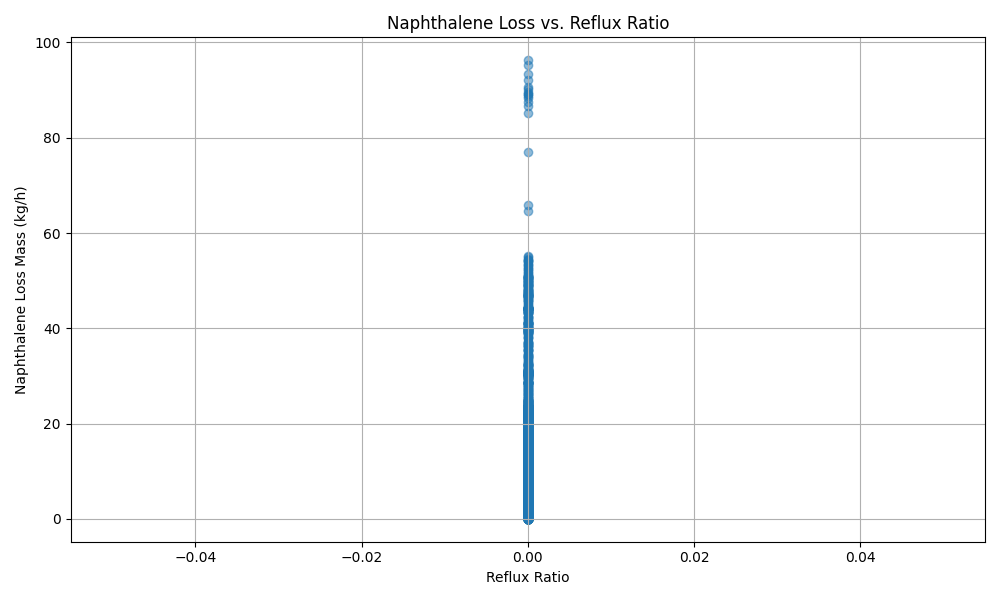 Naphthalene Loss vs. Reflux Ratio
100
80
60
40
20
0
Naphthalene Loss Mass (kg/h)
−0.04 −0.02 0.00 0.02 0.04
Reflux Ratio